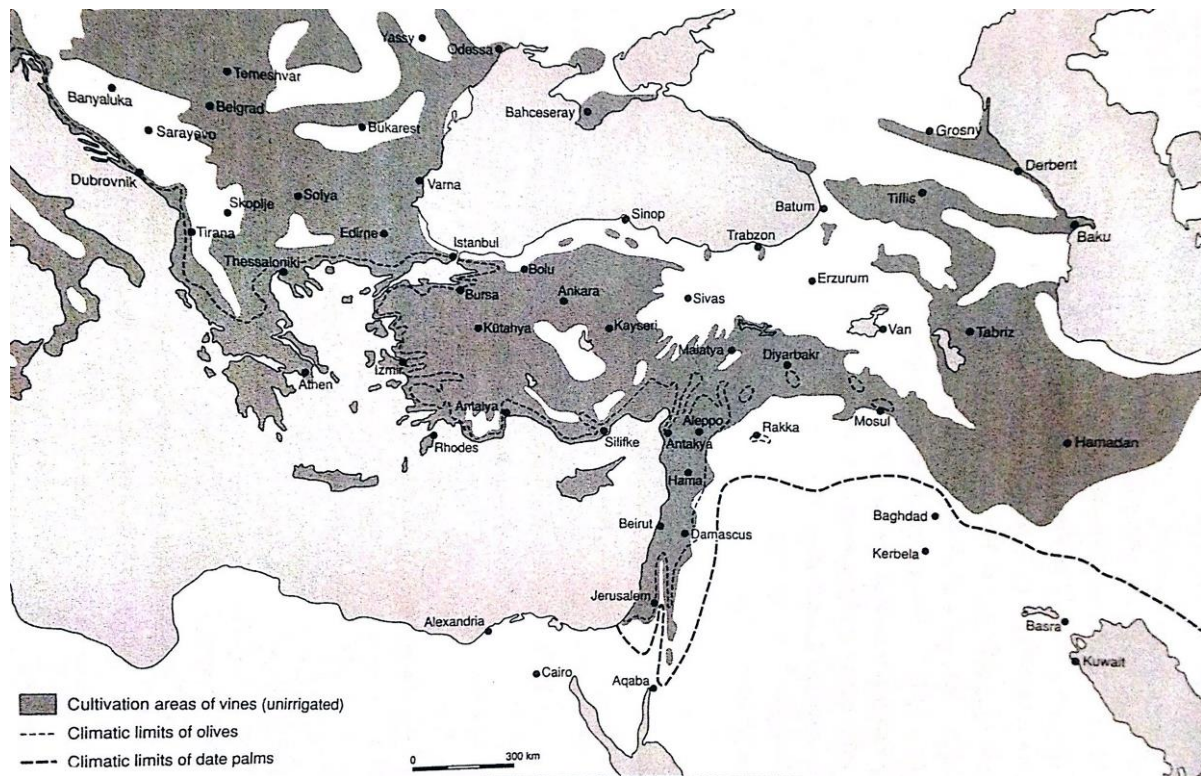 Yassy
Odessa
Temeshvar
Banyaluka
Belgrad
Bahceseray
Grosny
Bukarest
Sarayevo
Derbent
Dubrovnik
Varna
Solya
Skoplje
Tiflis
Batum
Sinop
Tirana
Edirne
Istanbul
Trabzon
Baku
Thessaloniki
Bolu
Erzurum
Bursa
Ankara
Sivas
Kütahya
Kayseri
Van
Tabriz
Malatya
Diyarbakr
Izmir
Athen
Antalya
Aleppo
Mosul
Rakka
Rhodes
Silifke
Antakya
Hamadan
Hama
Beirut
Damascus
Baghdad
Kerbela
Jerusalem
Alexandria
Basra
Cairo
Aqaba
Kuwait
Cultivation areas of vines (unirrigated)
Climatic limits of olives
Climatic limits of date palms
0 300 km